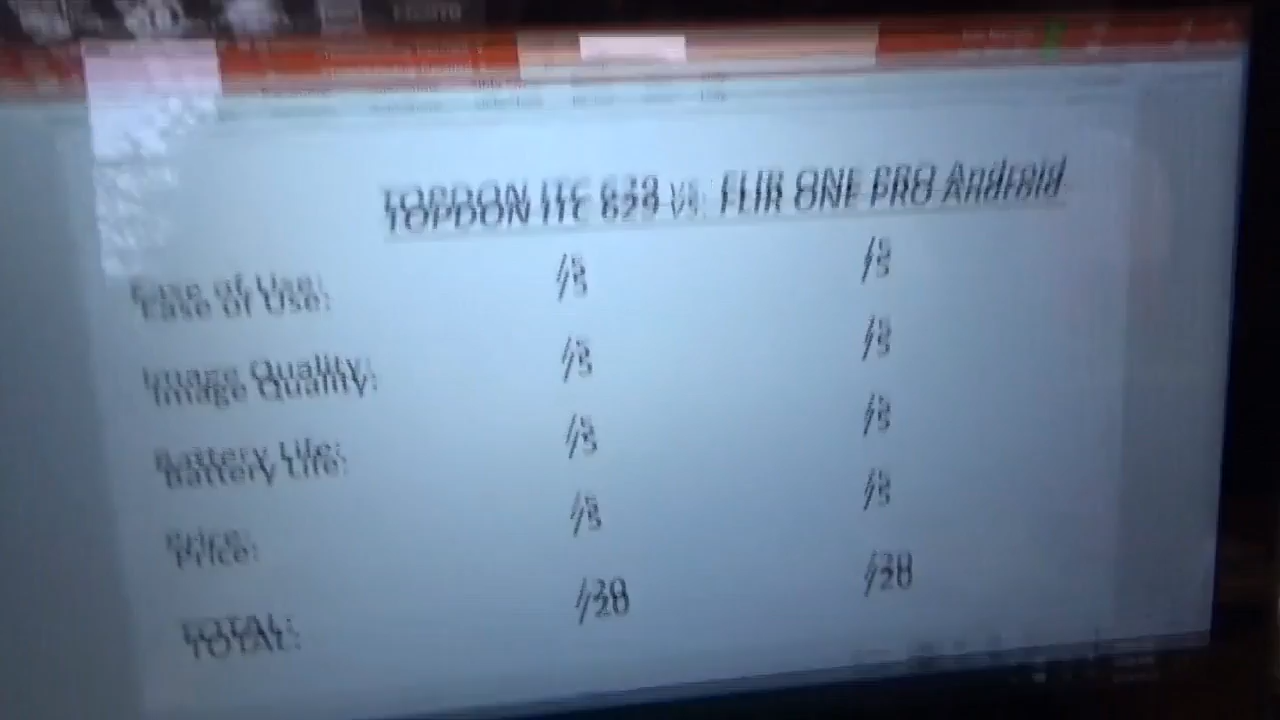 TOPDON ITC 629 vs. FLIR ONE PRO Android
Ease of Use: /5 /5
Image Quality: /5 /5
Battery Life: /5 /5
Price: /5 /5
TOTAL: /20 /20